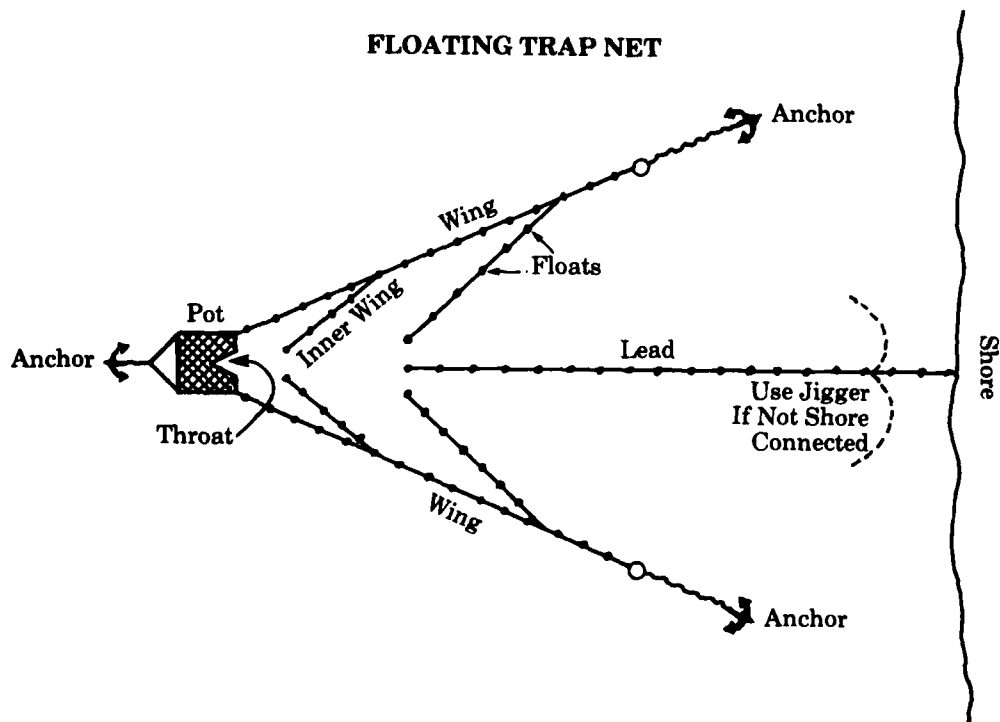 FLOATING TRAP NET
Anchor
Wing
Floats
Inner Wing
Pot
Anchor
Lead
Shore
Use Jigger
If Not Shore
Connected
Throat
Wing
Anchor